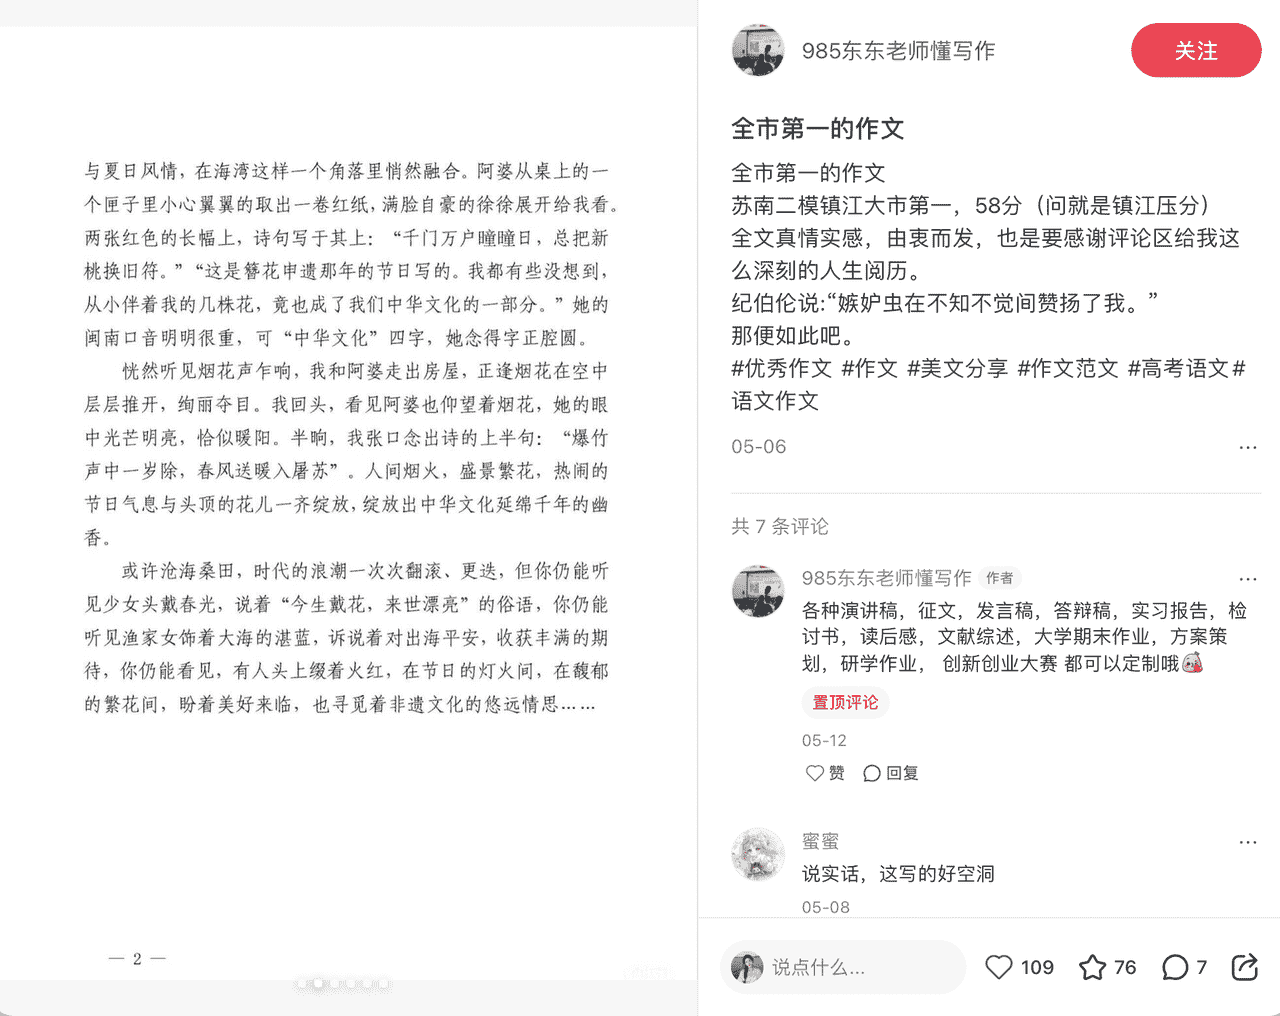 与夏日风情，在海湾这样一个角落里悄然融合。阿婆从桌上的一
个匣子里小心翼翼的取出一卷红纸，满脸自豪的徐徐展开给我看。
两张红色的长幅上，诗句写于其上：“千门万户曈曈日，总把新
桃换旧符。”“这是簪花申遗那年的节日写的。我都有些没想到，
从小伴着我的几株花，竟也成了我们中华文化的一部分。”她的
闽南口音明明很重，可“中华文化”四字，她念得字正腔圆。
恍然听见烟花声乍响，我和阿婆走出房屋，正逢烟花在空中
层层推开，绚丽夺目。我回头，看见阿婆也仰望着烟花，她的眼
中光芒明亮，恰似暖阳。半晌，我张口念出诗的上半句：“爆竹
声中一岁除，春风送暖入屠苏”。人间烟火，盛景繁花，热闹的
节日气息与头顶的花儿一齐绽放，绽放出中华文化延绵千年的幽
香。
或许沧海桑田，时代的浪潮一次次翻滚、更迭，但你仍能听
见少女头戴春光，说着“今生戴花，来世漂亮”的俗语，你仍能
听见渔家女饰着大海的湛蓝，诉说着对出海平安，收获丰满的期
待，你仍能看见，有人头上缀着火红，在节日的灯火间，在馥郁
的繁花间，盼着美好来临，也寻觅着非遗文化的悠远情思……
— 2 —
985东东老师懂写作
关注
全市第一的作文
全市第一的作文
苏南二模镇江大市第一，58分（问就是镇江压分）
全文真情实感，由衷而发，也是要感谢评论区给我这
么深刻的人生阅历。
纪伯伦说:“嫉妒虫在不知不觉间赞扬了我。”
那便如此吧。
#优秀作文 #作文 #美文分享 #作文范文 #高考语文#
语文作文
05-06
共 7 条评论
985东东老师懂写作 作者
各种演讲稿，征文，发言稿，答辩稿，实习报告，检
讨书，读后感，文献综述，大学期末作业，方案策
划，研学作业， 创新创业大赛 都可以定制哦
置顶评论
05-12
赞 回复
蜜蜜
说实话，这写的好空洞
05-08
说点什么...
109 76 7